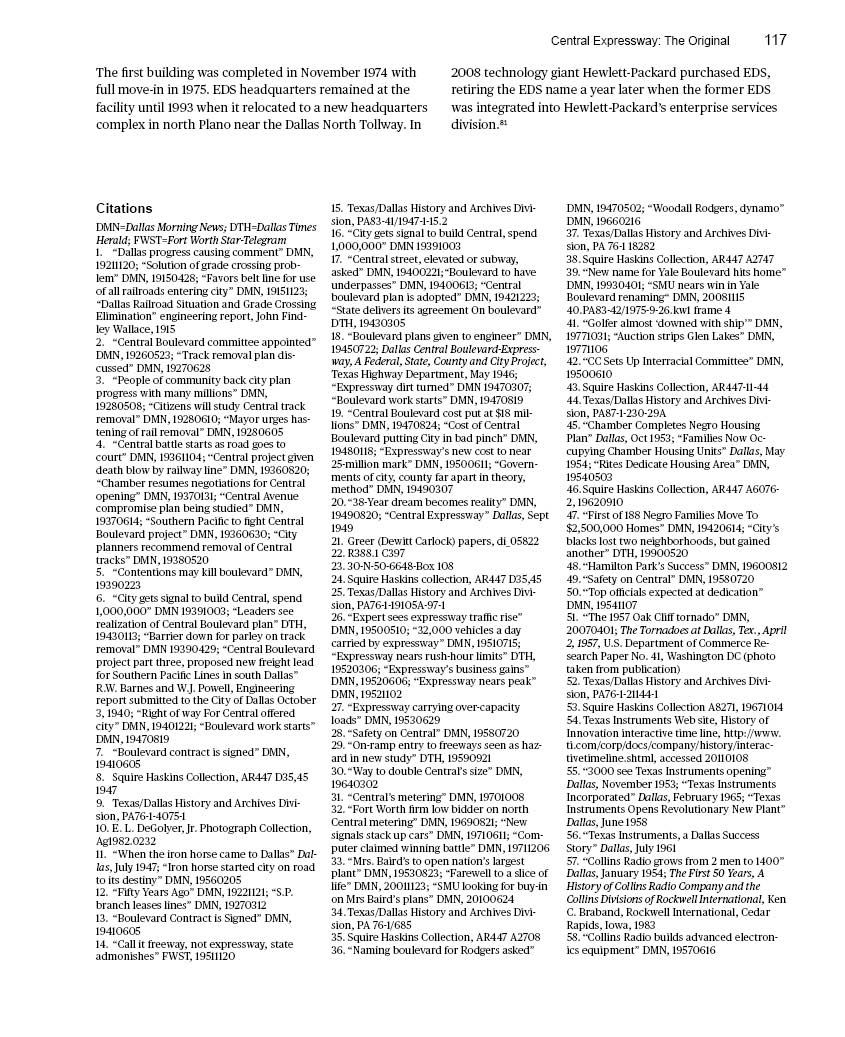 Central Expressway: The Original 117
The first building was completed in November 1974 with
full move-in in 1975. EDS headquarters remained at the
facility until 1993 when it relocated to a new headquarters
complex in north Plano near the Dallas North Tollway. In
2008 technology giant Hewlett-Packard purchased EDS,
retiring the EDS name a year later when the former EDS
was integrated into Hewlett-Packard’s enterprise services
division.⁸¹
Citations
DMN=Dallas Morning News; DTH=Dallas Times
Herald; FWST=Fort Worth Star-Telegram
1. “Dallas progress causing comment” DMN,
19211120; “Solution of grade crossing prob-
lem” DMN, 19150428; “Favors belt line for use
of all railroads entering city” DMN, 19151123;
“Dallas Railroad Situation and Grade Crossing
Elimination” engineering report, John Find-
ley Wallace, 1915
2. “Central Boulevard committee appointed”
DMN, 19260523; “Track removal plan dis-
cussed” DMN, 19270628
3. “People of community back city plan
progress with many millions” DMN,
19280508; “Citizens will study Central track
removal” DMN, 19280610; “Mayor urges has-
tening of rail removal” DMN, 19280605
4. “Central battle starts as road goes to
court” DMN, 19361104; “Central project given
death blow by railway line” DMN, 19360820;
“Chamber resumes negotiations for Central
opening” DMN, 19370131; “Central Avenue
compromise plan being studied” DMN,
19370614; “Southern Pacific to fight Central
Boulevard project” DMN, 19360630; “City
planners recommend removal of Central
tracks” DMN, 19380520
5. “Contentions may kill boulevard” DMN,
19390223
6. “City gets signal to build Central, spend
1,000,000” DMN 19391003; “Leaders see
realization of Central Boulevard plan” DTH,
19430113; “Barrier down for parley on track
removal” DMN 19390429; “Central Boulevard
project part three, proposed new freight lead
for Southern Pacific Lines in south Dallas”
R.W. Barnes and W.J. Powell, Engineering
report submitted to the City of Dallas October
3, 1940; “Right of way For Central offered
city” DMN, 19401221; “Boulevard work starts”
DMN, 19470819
7. “Boulevard contract is signed” DMN,
19410605
8. Squire Haskins Collection, AR447 D35,45
1947
9. Texas/Dallas History and Archives Divi-
sion, PA76-1-4075-1
10. E. L. DeGolyer, Jr. Photograph Collection,
Ag1982.0232
11. “When the iron horse came to Dallas” Dal-
las, July 1947; “Iron horse started city on road
to its destiny” DMN, 19560205
12. “Fifty Years Ago” DMN, 19221121; “S.P.
branch leases lines” DMN, 19270312
13. “Boulevard Contract is Signed” DMN,
19410605
14. “Call it freeway, not expressway, state
admonishes” FWST, 19511120
15. Texas/Dallas History and Archives Divi-
sion, PA83-41/1947-1-15.2
16. “City gets signal to build Central, spend
1,000,000” DMN 19391003
17. “Central street, elevated or subway,
asked” DMN, 19400221;“Boulevard to have
underpasses” DMN, 19400613; “Central
boulevard plan is adopted” DMN, 19421223;
“State delivers its agreement On boulevard”
DTH, 19430305
18. “Boulevard plans given to engineer” DMN,
19450722; Dallas Central Boulevard-Express-
way, A Federal, State, County and City Project,
Texas Highway Department, May 1946;
“Expressway dirt turned” DMN 19470307;
“Boulevard work starts” DMN, 19470819
19. “Central Boulevard cost put at $18 mil-
lions” DMN, 19470824; “Cost of Central
Boulevard putting City in bad pinch” DMN,
19480118; “Expressway’s new cost to near
25-million mark” DMN, 19500611; “Govern-
ments of city, county far apart in theory,
method” DMN, 19490307
20. “38-Year dream becomes reality” DMN,
19490820; “Central Expressway” Dallas, Sept
1949
21. Greer (Dewitt Carlock) papers, di_05822
22. R388.1 C397
23. 30-N-50-6648-Box 108
24. Squire Haskins collection, AR447 D35,45
25. Texas/Dallas History and Archives Divi-
sion, PA76-1-19105A-97-1
26. “Expert sees expressway traffic rise”
DMN, 19500510; “32,000 vehicles a day
carried by expressway” DMN, 19510715;
“Expressway nears rush-hour limits” DTH,
19520306; “Expressway’s business gains”
DMN, 19520606; “Expressway nears peak”
DMN, 19521102
27. “Expressway carrying over-capacity
loads” DMN, 19530629
28. “Safety on Central” DMN, 19580720
29. “On-ramp entry to freeways seen as haz-
ard in new study” DTH, 19590921
30. “Way to double Central’s size” DMN,
19640302
31. “Central’s metering” DMN, 19701008
32. “Fort Worth firm low bidder on north
Central metering” DMN, 19690821; “New
signals stack up cars” DMN, 19710611; “Com-
puter claimed winning battle” DMN, 19711206
33. “Mrs. Baird’s to open nation’s largest
plant” DMN, 19530823; “Farewell to a slice of
life” DMN, 20011123; “SMU looking for buy-in
on Mrs Baird’s plans” DMN, 20100624
34. Texas/Dallas History and Archives Divi-
sion, PA 76-1/685
35. Squire Haskins Collection, AR447 A2708
36. “Naming boulevard for Rodgers asked”
DMN, 19470502; “Woodall Rodgers, dynamo”
DMN, 19660216
37. Texas/Dallas History and Archives Divi-
sion, PA 76-1 18282
38. Squire Haskins Collection, AR447 A2747
39. “New name for Yale Boulevard hits home”
DMN, 19930401; “SMU nears win in Yale
Boulevard renaming“ DMN, 20081115
40.PA83-42/1975-9-26.kw1 frame 4
41. “Golfer almost ‘downed with ship’” DMN,
19771031; “Auction strips Glen Lakes” DMN,
19771106
42. “CC Sets Up Interracial Committee” DMN,
19500610
43. Squire Haskins Collection, AR447-11-44
44. Texas/Dallas History and Archives Divi-
sion, PA87-1-230-29A
45. “Chamber Completes Negro Housing
Plan” Dallas, Oct 1953; “Families Now Oc-
cupying Chamber Housing Units” Dallas, May
1954; “Rites Dedicate Housing Area” DMN,
19540503
46. Squire Haskins Collection, AR447 A6076-
2, 19620910
47. “First of 188 Negro Families Move To
$2,500,000 Homes” DMN, 19420614; “City’s
blacks lost two neighborhoods, but gained
another” DTH, 19900520
48. “Hamilton Park’s Success” DMN, 19600812
49. “Safety on Central” DMN, 19580720
50. “Top officials expected at dedication”
DMN, 19541107
51. “The 1957 Oak Cliff tornado” DMN,
20070401; The Tornadoes at Dallas, Tex., April
2, 1957, U.S. Department of Commerce Re-
search Paper No. 41, Washington DC (photo
taken from publication)
52. Texas/Dallas History and Archives Divi-
sion, PA76-1-21144-1
53. Squire Haskins Collection A8271, 19671014
54. Texas Instruments Web site, History of
Innovation interactive time line, http://www.
ti.com/corp/docs/company/history/interac-
tivetimeline.shtml, accessed 20110108
55. “3000 see Texas Instruments opening”
Dallas, November 1953; “Texas Instruments
Incorporated” Dallas, February 1965; “Texas
Instruments Opens Revolutionary New Plant”
Dallas, June 1958
56. “Texas Instruments, a Dallas Success
Story” Dallas, July 1961
57. “Collins Radio grows from 2 men to 1400”
Dallas, January 1954; The First 50 Years, A
History of Collins Radio Company and the
Collins Divisions of Rockwell International, Ken
C. Braband, Rockwell International, Cedar
Rapids, Iowa, 1983
58. “Collins Radio builds advanced electron-
ics equipment” DMN, 19570616